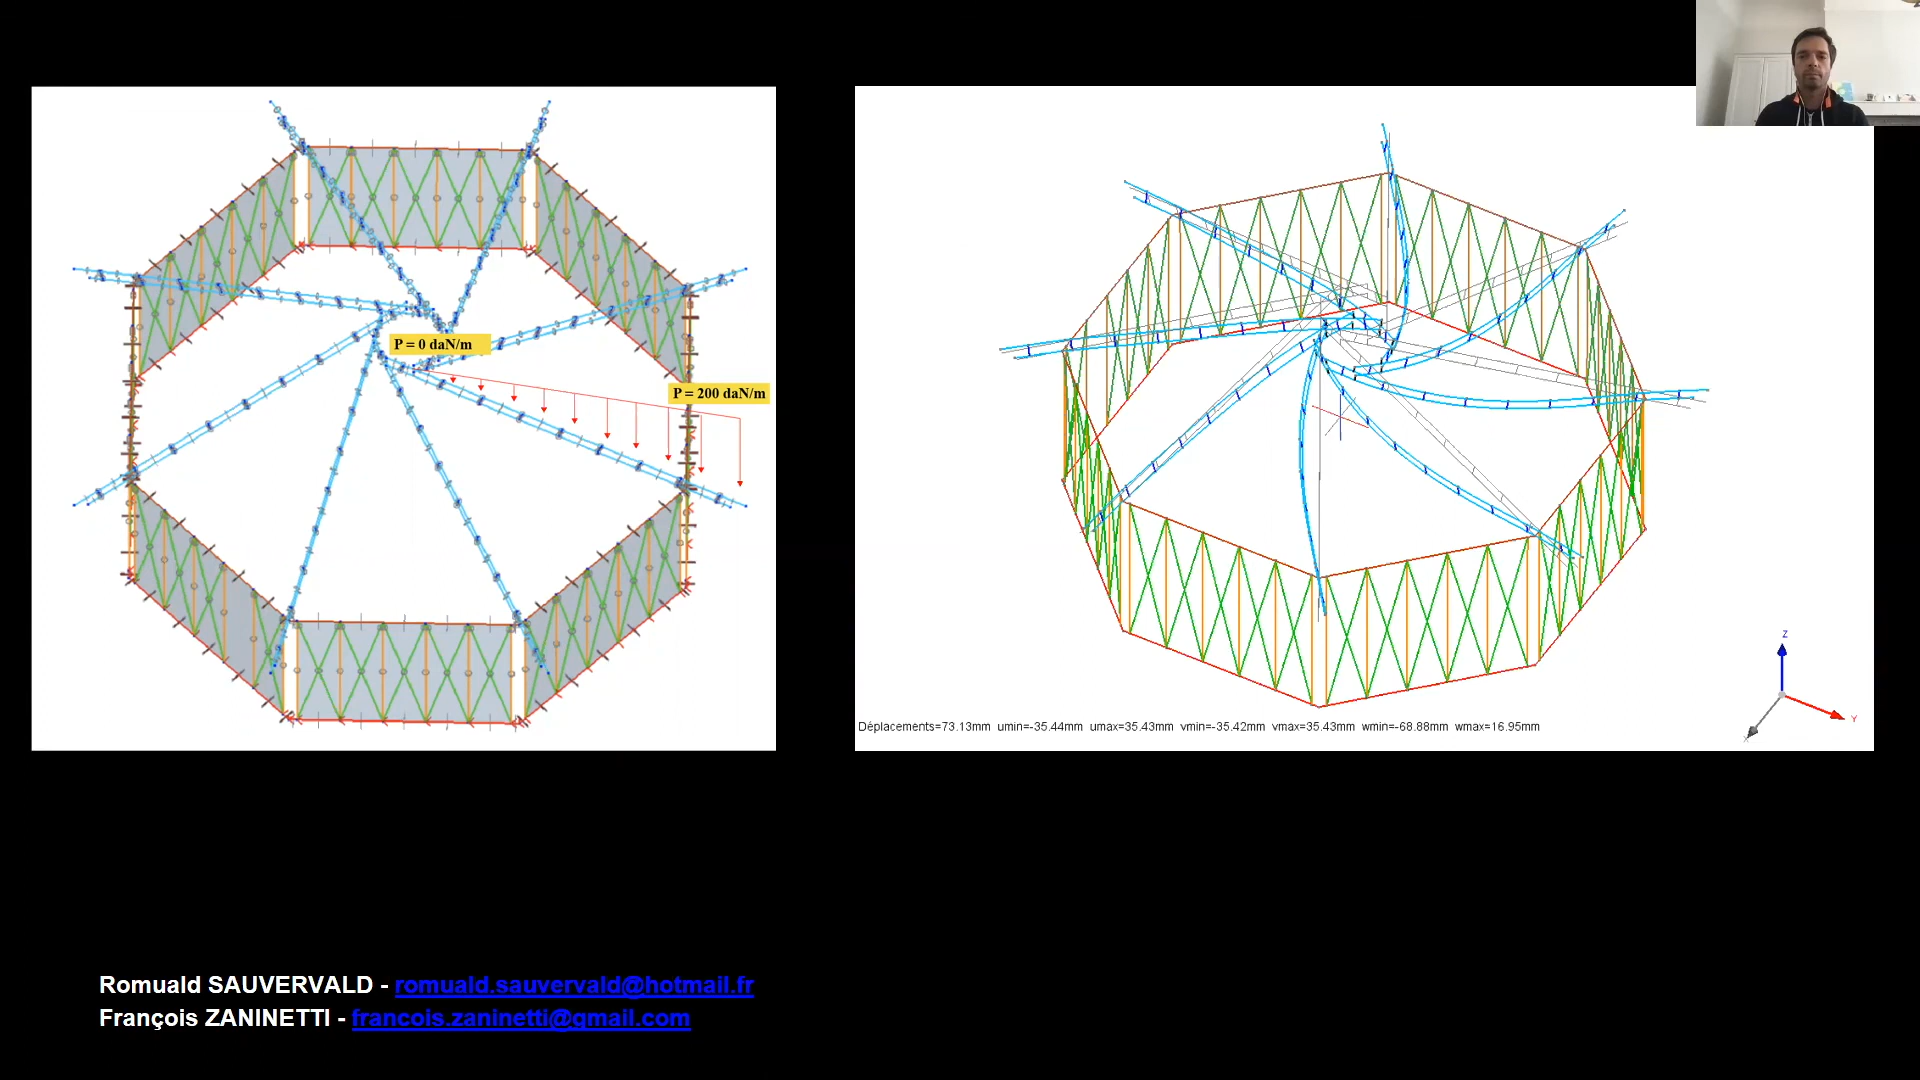 P = 0 daN/m
P = 200 daN/m
Déplacements=73.13mm umin=-35.44mm umax=35.43mm vmin=-35.42mm vmax=35.43mm wmin=-68.88mm wmax=16.95mm
Z
Y
X
Romuald SAUVERVALD - romuald.sauvervald@hotmail.fr
François ZANINETTI - francois.zaninetti@gmail.com